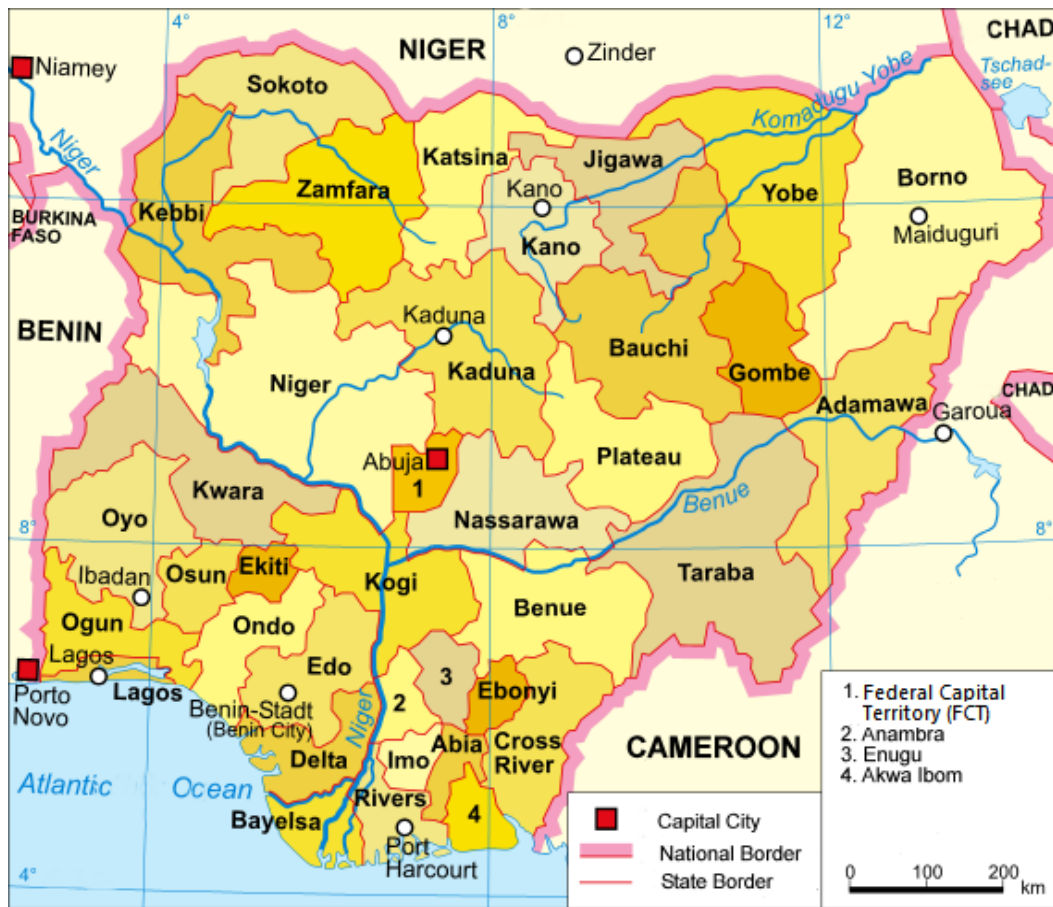 4°
8°
12°
CHAD
NIGER
Zinder
Niamey
Tschad-
see
Sokoto
Komadugu Yobe
Niger
Katsina
Jigawa
Zamfara
Kano
Yobe
Borno
Kebbi
BURKINA
FASO
Maiduguri
Kano
Kaduna
BENIN
Bauchi
Niger
Kaduna
Gombe
CHAD
Adamawa
Garoua
Abuja
Plateau
1
Kwara
Benue
Oyo
Nassarawa
8°
8°
Ekiti
Osun
Ibadan
Kogi
Taraba
Benue
Ogun
Ondo
Lagos
Edo
3
Ebonyi
Porto
Novo
Lagos
2
Benin-Stadt
(Benin City)
Niger
Abia
Cross
River
CAMEROON
Delta
Imo
Atlantic Ocean
Rivers
Bayelsa
4
Port
Harcourt
4°
1. Federal Capital
Territory (FCT)
2. Anambra
3. Enugu
4. Akwa Ibom
Capital City
National Border
State Border
0 100 200
km